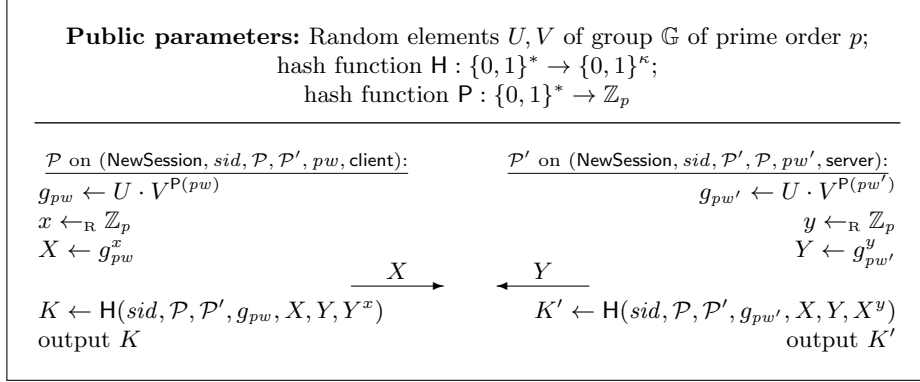 Public parameters: Random elements U, V of group 𝔾 of prime order p;
hash function H : {0, 1}* → {0, 1}^κ;
hash function P : {0, 1}* → ℤ_p
𝒫 on (NewSession, sid, 𝒫, 𝒫′, pw, client): 𝒫′ on (NewSession, sid, 𝒫′, 𝒫, pw′, server):
g_pw ← U · V^P(pw) g_pw′ ← U · V^P(pw′)
x ←_R ℤ_p y ←_R ℤ_p
X ← g_pw^x Y ← g_pw′^y
X Y
K ← H(sid, 𝒫, 𝒫′, g_pw, X, Y, Y^x) K′ ← H(sid, 𝒫, 𝒫′, g_pw′, X, Y, X^y)
output K output K′